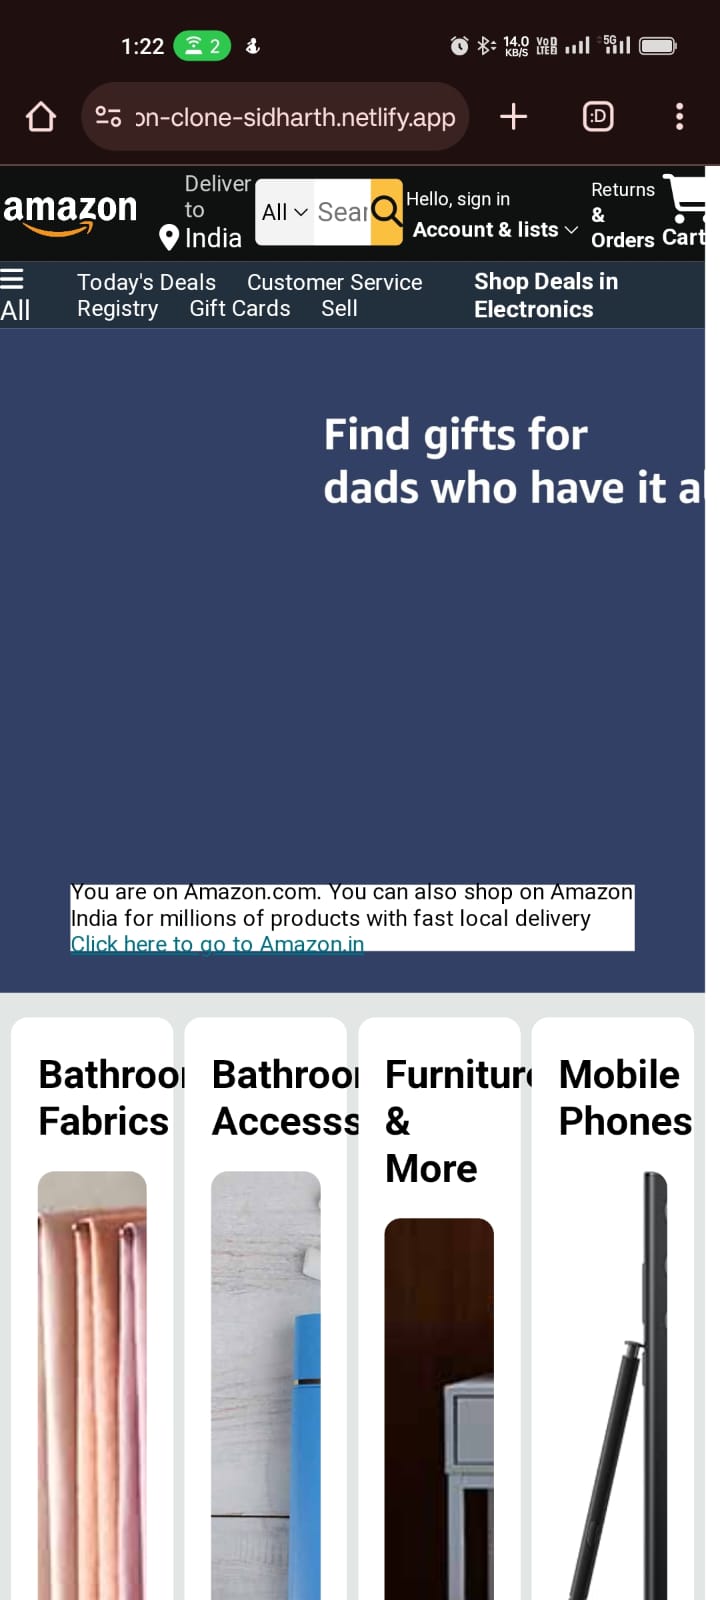 1:22 2 14.0 KB/S VoD LTE 5G
on-clone-sidharth.netlify.app :D
amazon
Deliver to India
All
Sear
Hello, sign in
Account & lists
Returns
&
Orders
Cart
All
Today's Deals Customer Service
Registry Gift Cards Sell
Shop Deals in
Electronics
Find gifts for
dads who have it al
You are on Amazon.com. You can also shop on Amazon
India for millions of products with fast local delivery
Click here to go to Amazon.in
Bathroo
Fabrics
Bathroo
Accesss
Furniture
&
More
Mobile
Phones